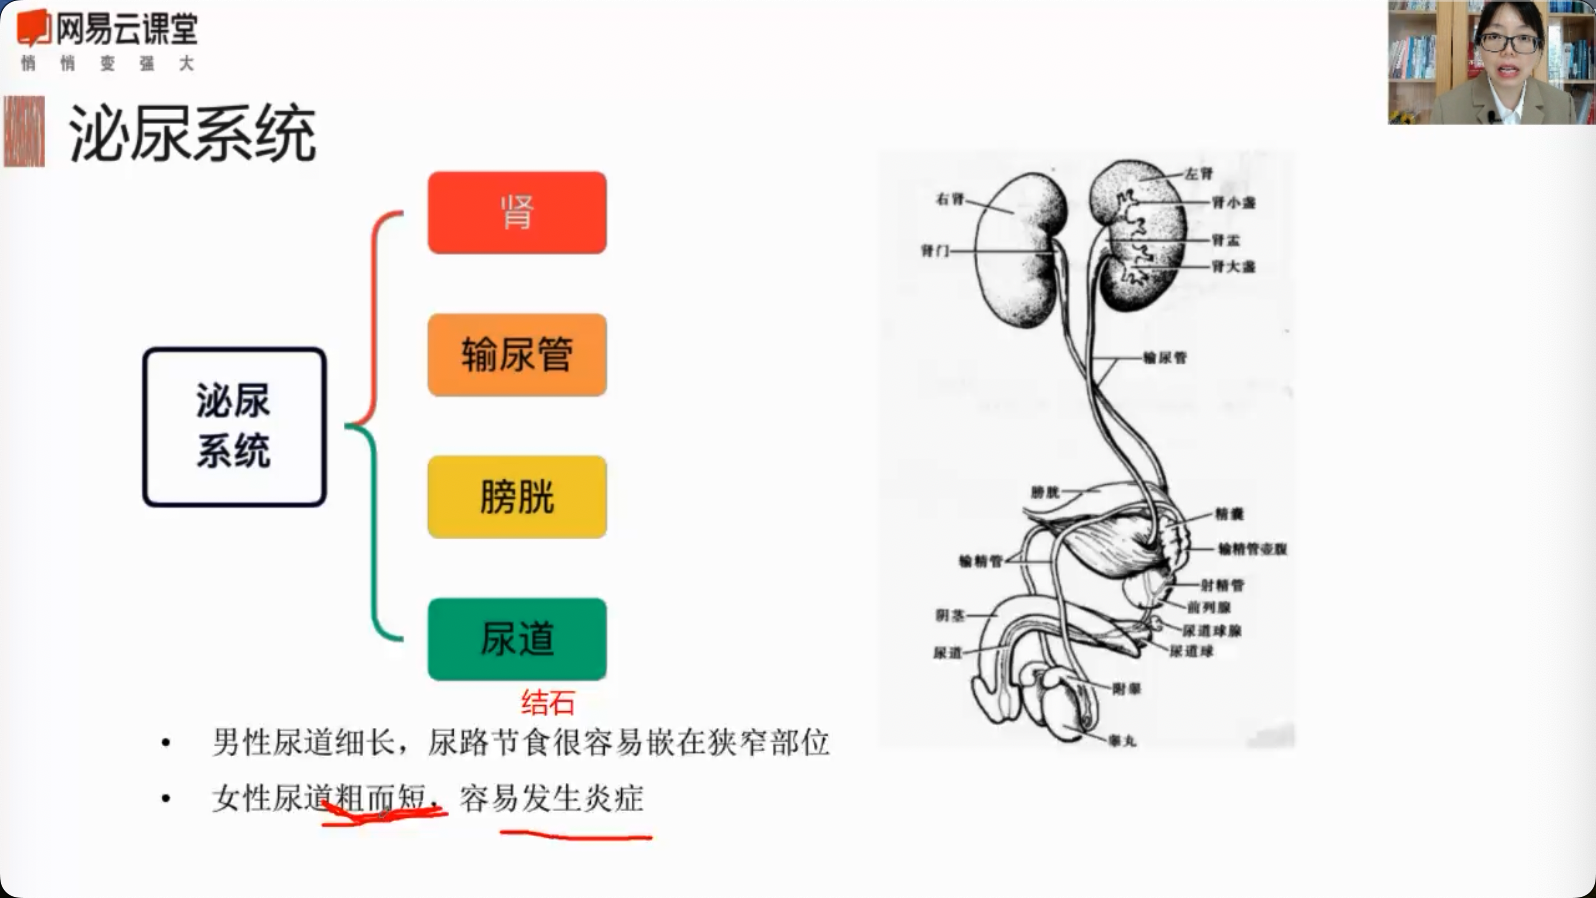 网易云课堂
悄悄变强大
泌尿系统
肾
输尿管
膀胱
尿道
泌尿
系统
结石
男性尿道细长，尿路节食很容易嵌在狭窄部位
女性尿道粗而短，容易发生炎症
右肾
肾门
左肾
肾小盏
肾盂
肾大盏
输尿管
膀胱
精囊
输精管壶腹
输精管
射精管
前列腺
阴茎
尿道球腺
尿道
尿道球
附睾
睾丸